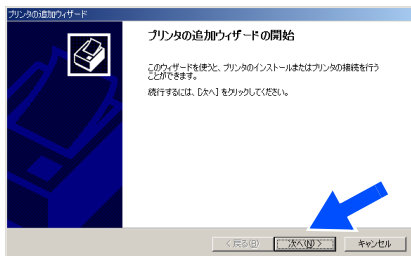 プリンタの追加ウィザード
プリンタの追加ウィザードの開始
このウィザードを使うと、プリンタのインストールまたはプリンタの接続を行う
ことができます。
続行するには、[次へ] をクリックしてください。
< 戻る(B) 次へ(N) > キャンセル